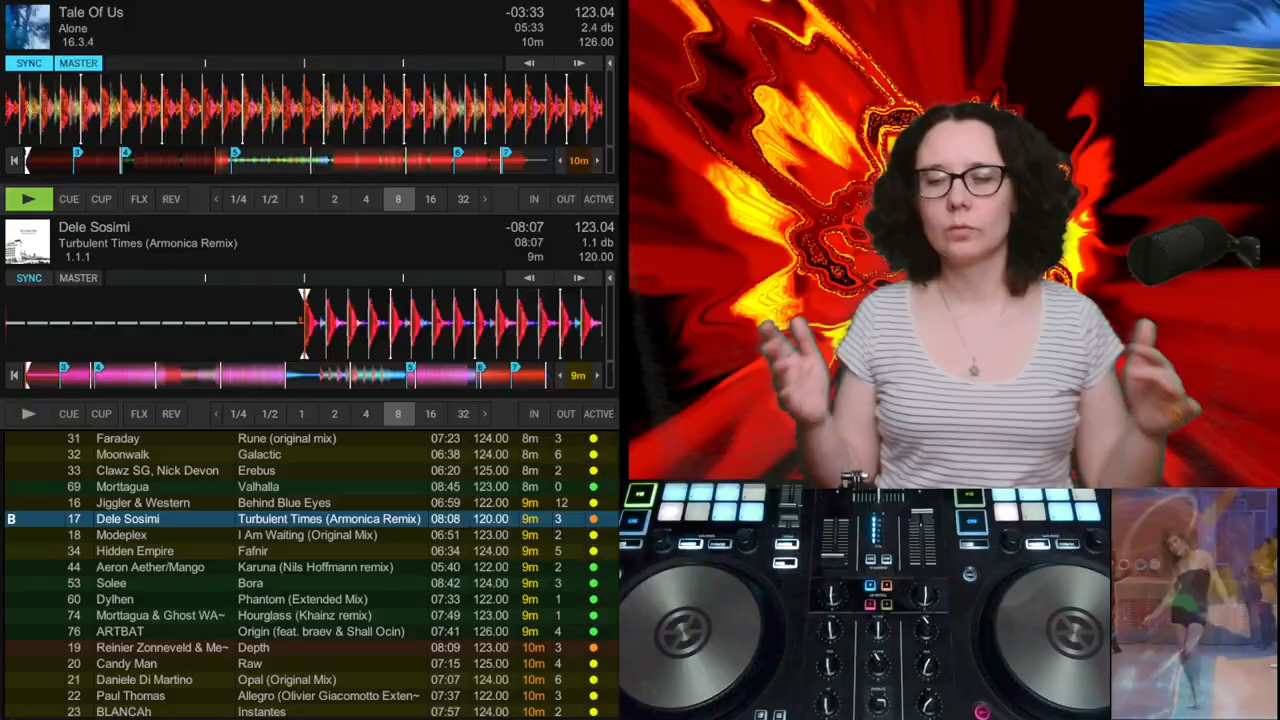 Tale Of Us -03:33 123.04
Alone 05:33 2.4 db
16.3.4 10m 126.00
SYNC MASTER
3 4 5 6 7 10m
CUE CUP FLX REV < 1/4 1/2 1 2 4 8 16 32 > IN OUT ACTIVE
Dele Sosimi -08:07 123.04
Turbulent Times (Armonica Remix) 08:07 1.1 db
1.1.1 9m 120.00
SYNC MASTER
3 4 5 6 7 9m
CUE CUP FLX REV < 1/4 1/2 1 2 4 8 16 32 > IN OUT ACTIVE
31 Faraday Rune (original mix) 07:23 124.00 8m 3
32 Moonwalk Galactic 06:38 124.00 8m 6
33 Clawz SG, Nick Devon Erebus 06:20 125.00 8m 2
69 Morttagua Valhalla 08:45 123.00 8m 0
16 Jiggler & Western Behind Blue Eyes 06:59 122.00 9m 12
B 17 Dele Sosimi Turbulent Times (Armonica Remix) 08:08 120.00 9m 3
18 I Am Waiting (Original Mix) 06:51 123.00 9m 2
34 Hidden Empire Fafnir 06:34 124.00 9m 5
44 Aeron Aether/Margo Karuna (Nils Hoffmann remix) 05:40 122.00 9m 2
53 Solee Bora 08:42 124.00 9m 3
60 Dylhen Phantom (Extended Mix) 07:33 122.00 9m 1
74 Morttagua & Ghost WA~ Hourglass (Khainz remix) 07:49 123.00 9m 1
76 ARTBAT Origin (feat. braev & Shall Ocin) 07:41 126.00 9m 4
19 Reinier Zonneveld & Me~ Depth 08:09 123.00 10m 3
20 Candy Man Raw 07:15 125.00 10m 4
21 Daniele Di Martino Opal (Original Mix) 07:07 124.00 10m 6
22 Paul Thomas Allegro (Olivier Giacomotto Exten~ 07:37 122.00 10m 3
23 BLANCAh Instantes 07:57 124.00 10m 2